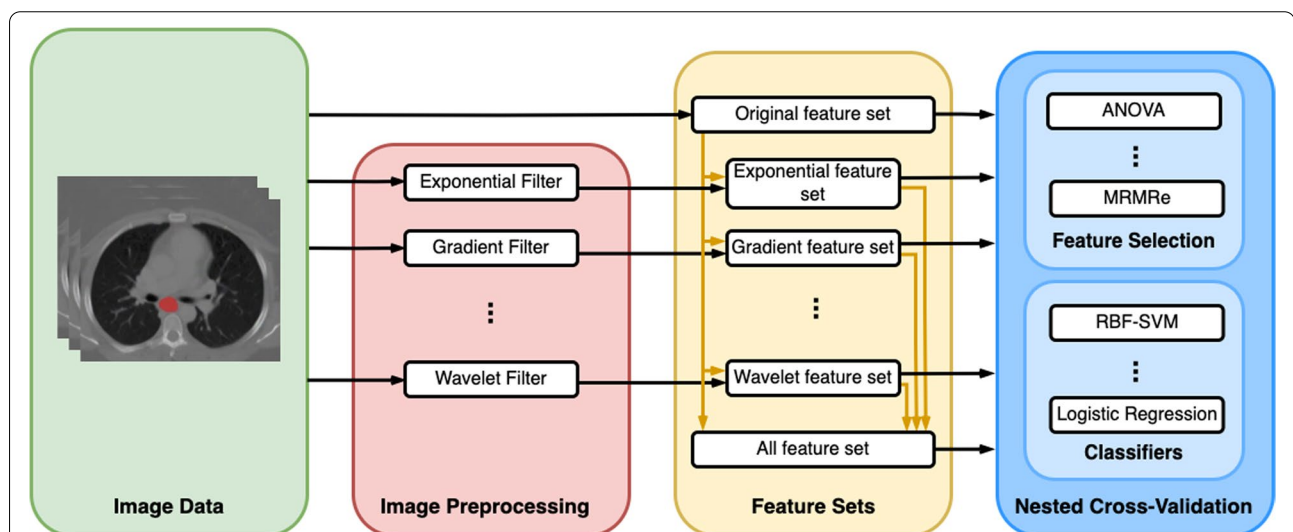 Image Data
Exponential Filter
Gradient Filter
⋮
Wavelet Filter
Image Preprocessing
Original feature set
Exponential feature
set
Gradient feature set
⋮
Wavelet feature set
All feature set
Feature Sets
ANOVA
⋮
MRMRe
Feature Selection
RBF-SVM
⋮
Logistic Regression
Classifiers
Nested Cross-Validation